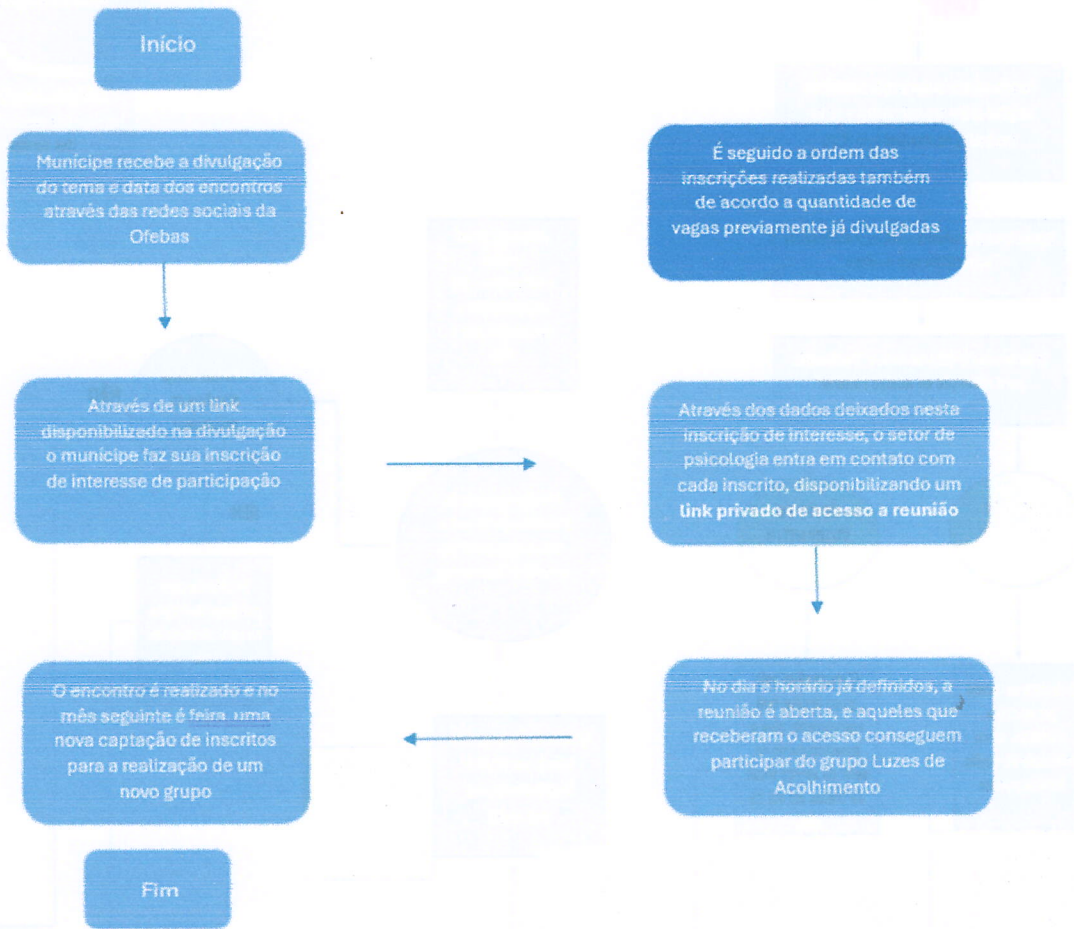 Início
Munícipe recebe a divulgação
do tema e data dos encontros
através das redes sociais da
Ofebas
É seguido a ordem das
inscrições realizadas também
de acordo a quantidade de
vagas previamente já divulgadas
Através de um link
disponibilizado na divulgação
o munícipe faz sua inscrição
de interesse de participação
Através dos dados deixados nesta
inscrição de interesse, o setor de
psicologia entra em contato com
cada inscrito, disponibilizando um
link privado de acesso a reunião
O encontro é realizado e no
mês seguinte é feira uma
nova captação de inscritos
para a realização de um
novo grupo
No dia e horário já definidos, a
reunião é aberta, e aqueles que
receberam o acesso conseguem
participar do grupo Luzes de
Acolhimento
Fim